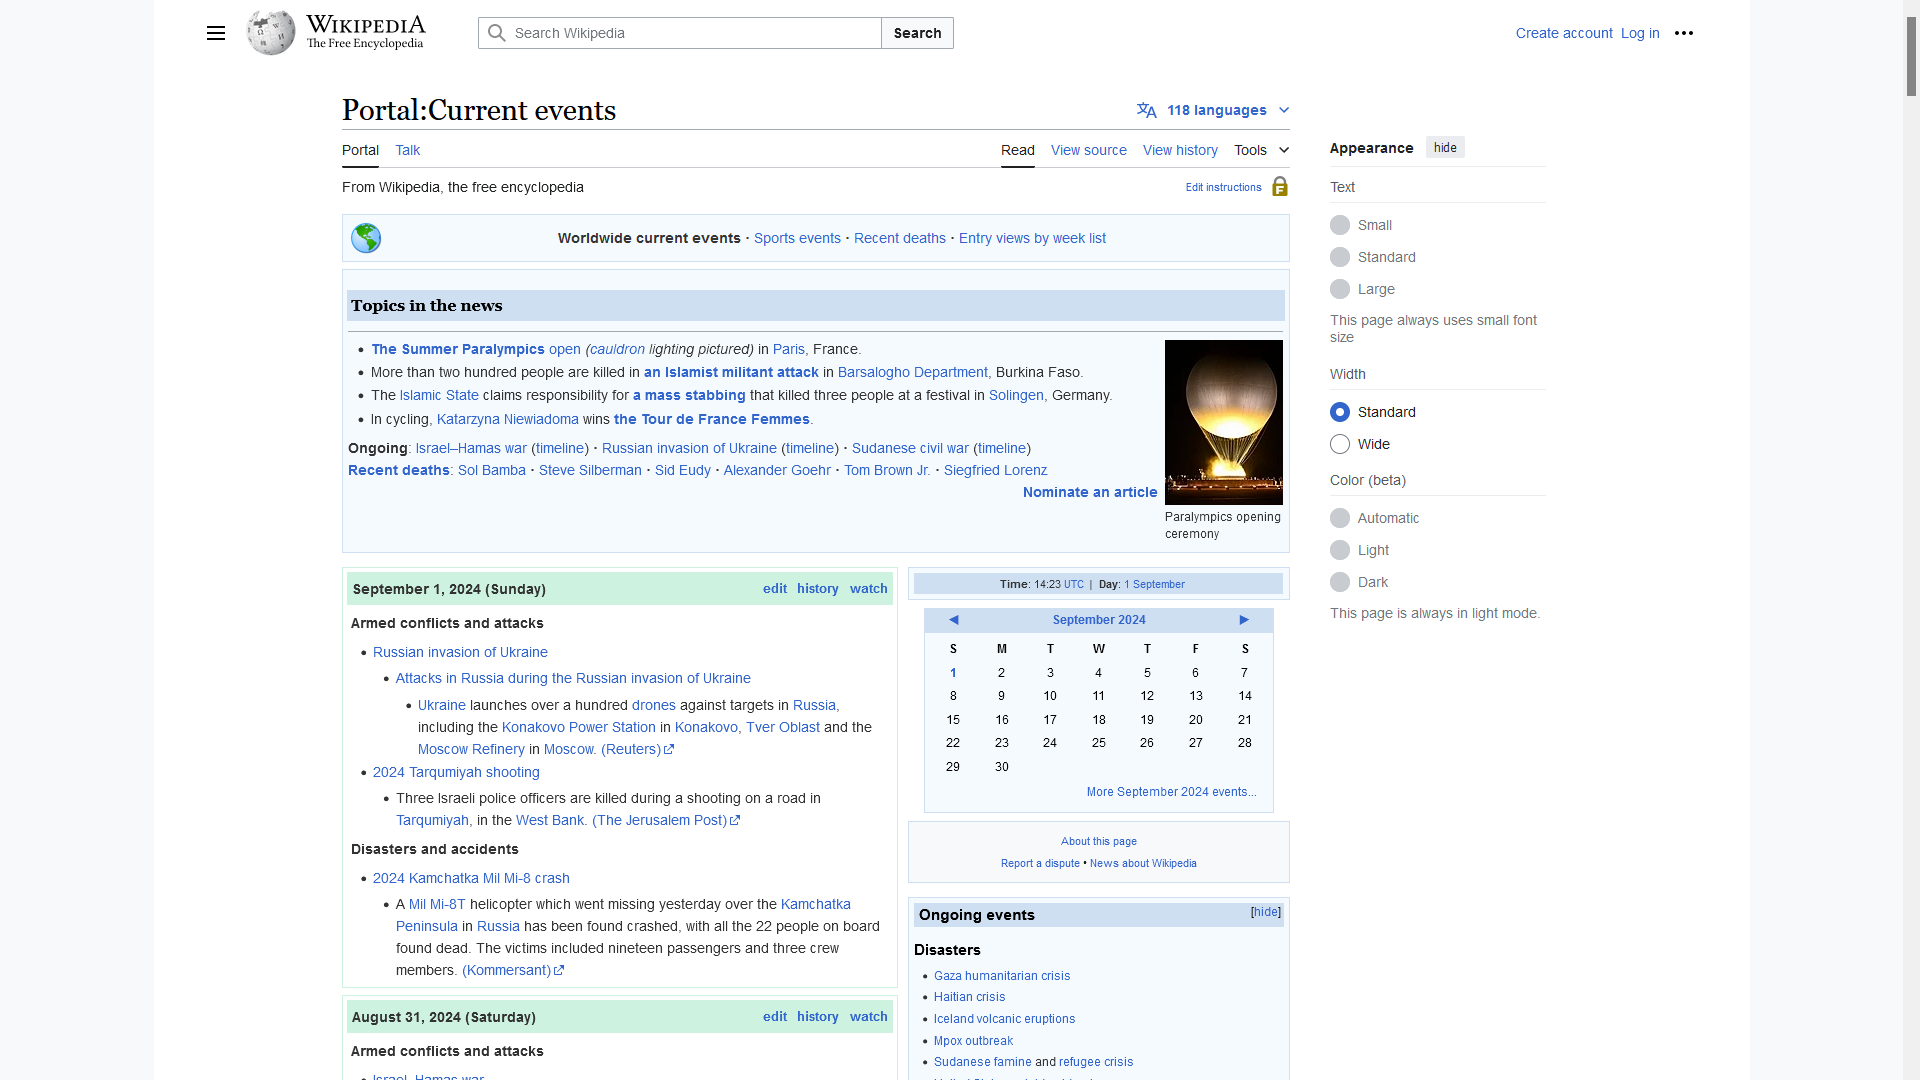 WIKIPEDIA
The Free Encyclopedia
Search Wikipedia
Search
Create account Log in
Portal:Current events
118 languages
Portal Talk
Read View source View history Tools
From Wikipedia, the free encyclopedia
Edit instructions
Worldwide current events · Sports events · Recent deaths · Entry views by week list
Topics in the news
• The Summer Paralympics open (cauldron lighting pictured) in Paris, France.
• More than two hundred people are killed in an Islamist militant attack in Barsalogho Department, Burkina Faso.
• The Islamic State claims responsibility for a mass stabbing that killed three people at a festival in Solingen, Germany.
• In cycling, Katarzyna Niewiadoma wins the Tour de France Femmes.
Ongoing: Israel–Hamas war (timeline) · Russian invasion of Ukraine (timeline) · Sudanese civil war (timeline)
Recent deaths: Sol Bamba · Steve Silberman · Sid Eudy · Alexander Goehr · Tom Brown Jr. · Siegfried Lorenz
Nominate an article
Paralympics opening
ceremony
September 1, 2024 (Sunday)
edit history watch
Armed conflicts and attacks
• Russian invasion of Ukraine
• Attacks in Russia during the Russian invasion of Ukraine
• Ukraine launches over a hundred drones against targets in Russia,
including the Konakovo Power Station in Konakovo, Tver Oblast and the
Moscow Refinery in Moscow. (Reuters)
• 2024 Tarqumiyah shooting
• Three Israeli police officers are killed during a shooting on a road in
Tarqumiyah, in the West Bank. (The Jerusalem Post)
Disasters and accidents
• 2024 Kamchatka Mil Mi-8 crash
• A Mil Mi-8T helicopter which went missing yesterday over the Kamchatka
Peninsula in Russia has been found crashed, with all the 22 people on board
found dead. The victims included nineteen passengers and three crew
members. (Kommersant)
August 31, 2024 (Saturday)
edit history watch
Armed conflicts and attacks
• Israel–Hamas war
Time: 14:23 UTC | Day: 1 September
◀ September 2024 ▶
S M T W T F S
1 2 3 4 5 6 7
8 9 10 11 12 13 14
15 16 17 18 19 20 21
22 23 24 25 26 27 28
29 30
More September 2024 events...
About this page
Report a dispute • News about Wikipedia
Ongoing events
[hide]
Disasters
• Gaza humanitarian crisis
• Haitian crisis
• Iceland volcanic eruptions
• Mpox outbreak
• Sudanese famine and refugee crisis
Appearance hide
Text
Small
Standard
Large
This page always uses small font
size
Width
Standard
Wide
Color (beta)
Automatic
Light
Dark
This page is always in light mode.